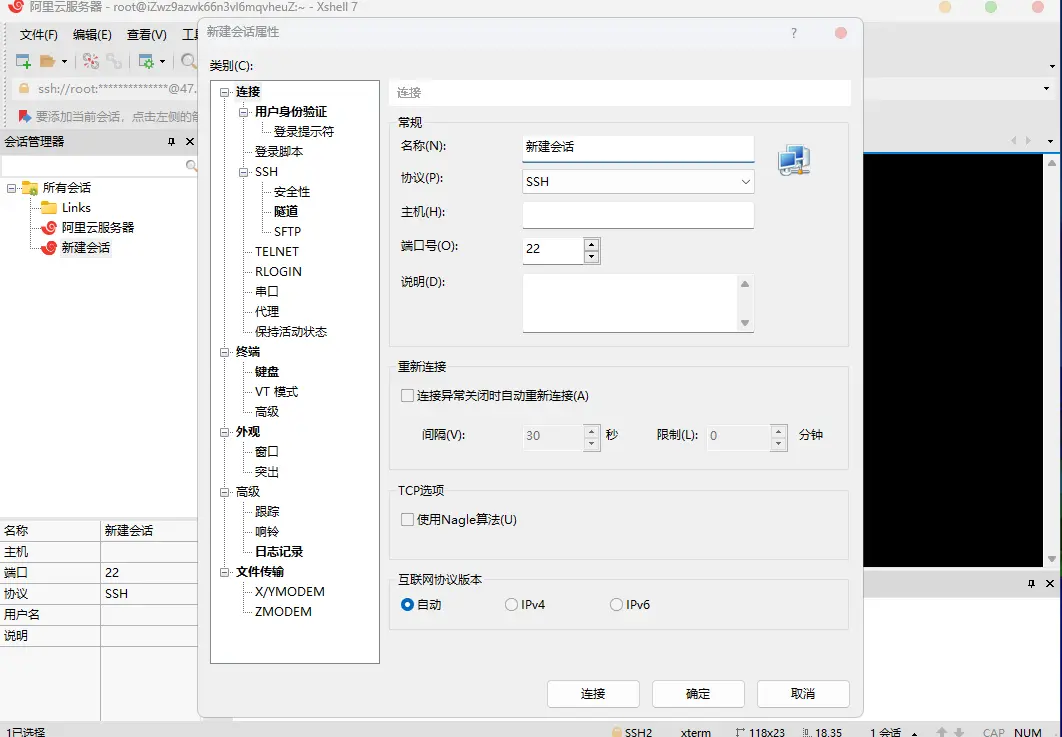 阿里云服务器 - root@iZwz9azwk66n3vl6mqvheuZ:~ - Xshell 7
文件(F) 编辑(E) 查看(V)
ssh://root:**************@47.
要添加当前会话，点击左侧的
会话管理器
所有会话
Links
阿里云服务器
新建会话
名称 新建会话
主机
端口 22
协议 SSH
用户名
说明
新建会话属性
?
类别(C):
连接
用户身份验证
登录提示符
登录脚本
SSH
安全性
隧道
SFTP
TELNET
RLOGIN
串口
代理
保持活动状态
终端
键盘
VT 模式
高级
外观
窗口
突出
高级
跟踪
响铃
日志记录
文件传输
X/YMODEM
ZMODEM
连接
常规
名称(N): 新建会话
协议(P): SSH
主机(H):
端口号(O): 22
说明(D):
重新连接
连接异常关闭时自动重新连接(A)
间隔(V): 30 秒 限制(L): 0 分钟
TCP选项
使用Nagle算法(U)
互联网协议版本
自动 IPv4 IPv6
连接 确定 取消
1已选择 SSH2 xterm 118x23 18,35 1 会话 CAP NUM